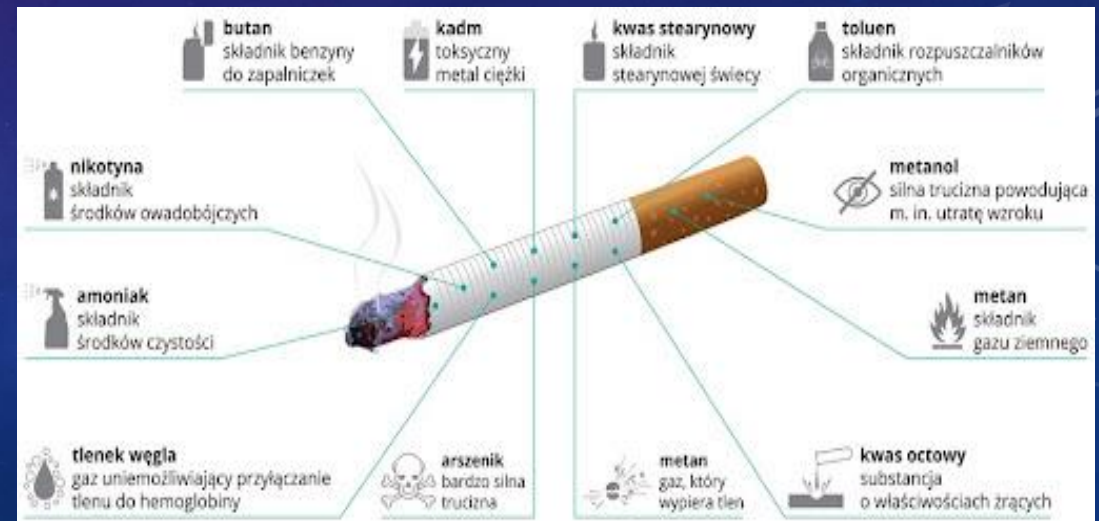 butan
składnik benzyny
do zapalniczek
kadm
toksyczny
metal ciężki
kwas stearynowy
składnik
stearynowej świecy
toluen
składnik rozpuszczalników
organicznych
nikotyna
składnik
środków owadobójczych
metanol
silna trucizna powodująca
m. in. utratę wzroku
amoniak
składnik
środków czystości
metan
składnik
gazu ziemnego
tlenek węgla
gaz uniemożliwiający przyłączanie
tlenu do hemoglobiny
arszenik
bardzo silna
trucizna
metan
gaz, który
wypiera tlen
kwas octowy
substancja
o właściwościach żrących